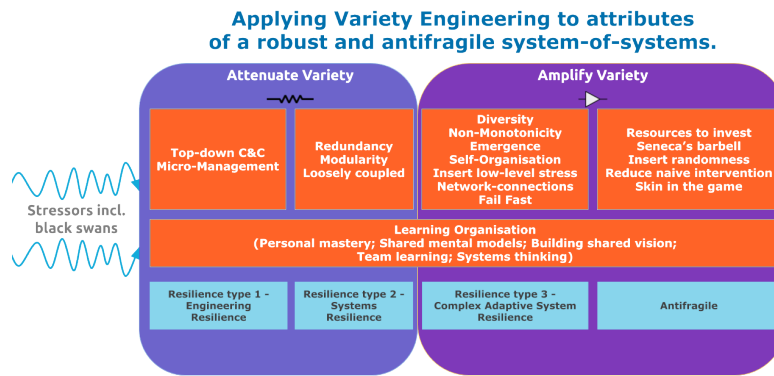 Applying Variety Engineering to attributes
of a robust and antifragile system-of-systems.
Attenuate Variety
Amplify Variety
Top-down C&C
Micro-Management
Redundancy
Modularity
Loosely coupled
Diversity
Non-Monotonicity
Emergence
Self-Organisation
Insert low-level stress
Network-connections
Fail Fast
Resources to invest
Seneca’s barbell
Insert randomness
Reduce naive intervention
Skin in the game
Stressors incl.
black swans
Learning Organisation
(Personal mastery; Shared mental models; Building shared vision;
Team learning; Systems thinking)
Resilience type 1 -
Engineering
Resilience
Resilience type 2 -
Systems
Resilience
Resilience type 3 -
Complex Adaptive System
Resilience
Antifragile